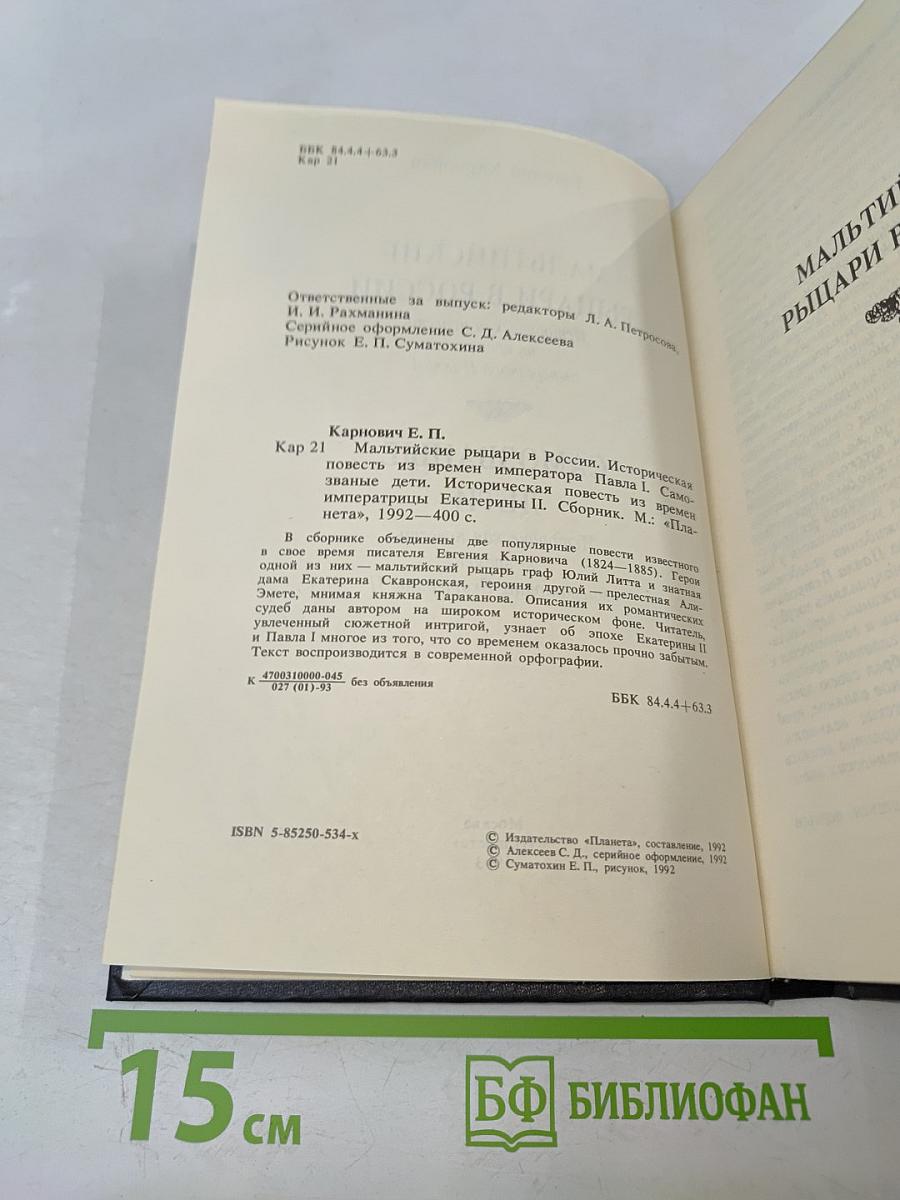 ББК 84.4.4+63.3
Кар 21
Ответственные за выпуск: редакторы Л. А. Петросова,
И. И. Рахманина
Серийное оформление С. Д. Алексеева
Рисунок Е. П. Суматохина
Карнович Е. П.
Кар 21 Мальтийские рыцари в России. Историческая
повесть из времен императора Павла I. Само-
званые дети. Историческая повесть из времен
императрицы Екатерины II. Сборник. М.: «Пла-
нета», 1992—400 с.
В сборнике объединены две популярные повести известного
в свое время писателя Евгения Карновича (1824—1885). Герои
одной из них — мальтийский рыцарь граф Юлий Литта и знатная
дама Екатерина Скавронская, героиня другой — прелестная Али-
Эмете, мнимая княжна Тараканова. Описания их романтических
судеб даны автором на широком историческом фоне. Читатель,
увлеченный сюжетной интригой, узнает об эпохе Екатерины II
и Павла I многое из того, что со временем оказалось прочно забытым.
Текст воспроизводится в современной орфографии.
К 4700310000-045
027 (01)-93 без объявления
ББК 84.4.4+63.3
ISBN 5-85250-534-x
© Издательство «Планета», составление, 1992
© Алексеев С. Д., серийное оформление, 1992
© Суматохин Е. П., рисунок, 1992
МАЛЬТИЙ
РЫЦАРИ В
15 см
БФ БИБЛИОФАН